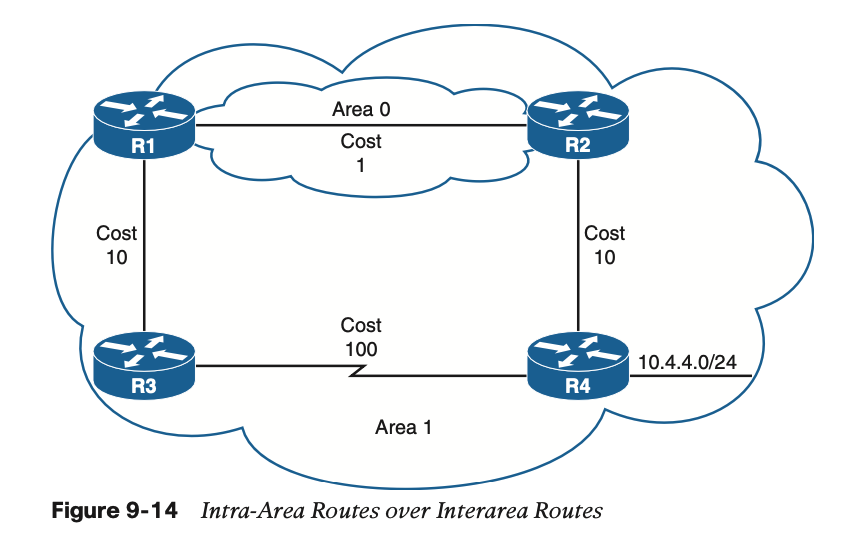 Area 0
R1
Cost
1
R2
Cost
10
Cost
10
Cost
100
R3
R4
10.4.4.0/24
Area 1
Figure 9-14 Intra-Area Routes over Interarea Routes